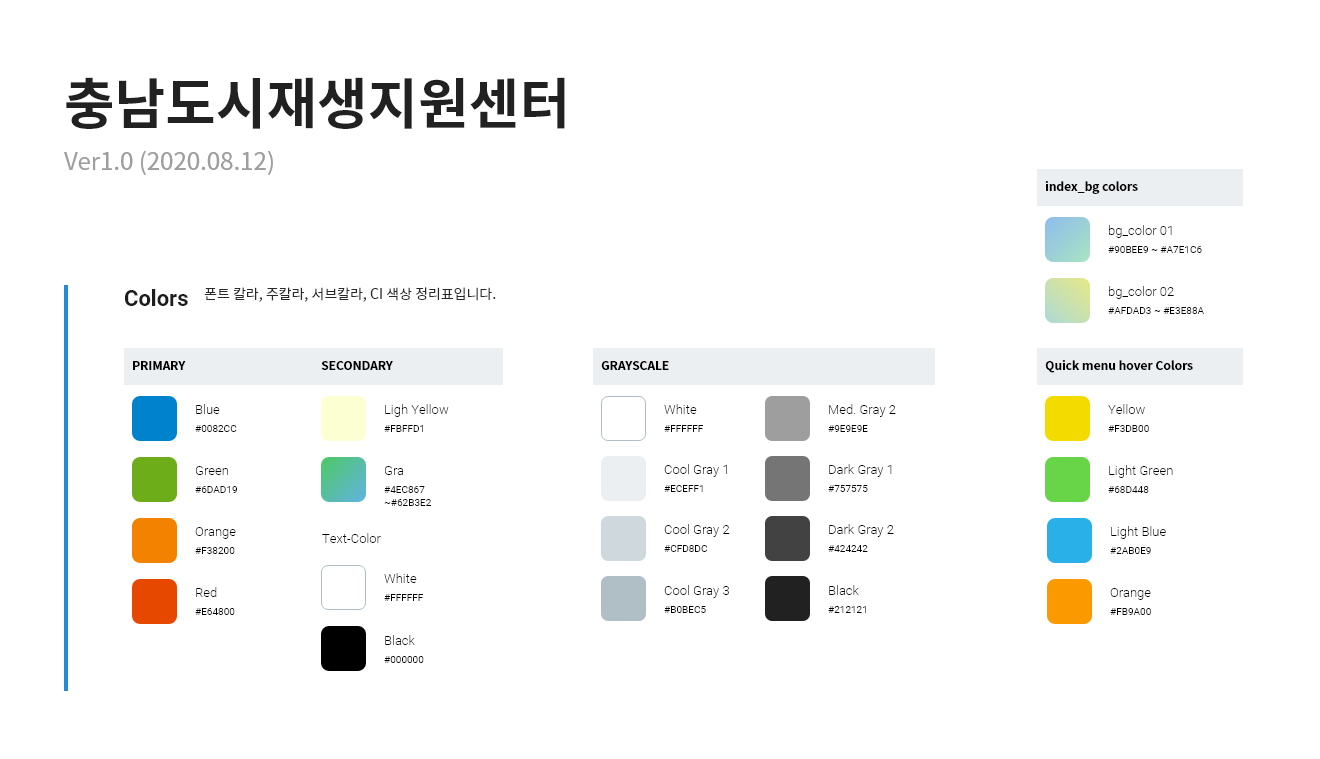 충남도시재생지원센터
Ver1.0 (2020.08.12)
index_bg colors
bg_color 01
#90BEE9 ~ #A7E1C6
bg_color 02
#AFDAD3 ~ #E3E88A
Colors 폰트 칼라, 주칼라, 서브칼라, CI 색상 정리표입니다.
PRIMARY
Blue
#0082CC
Green
#6DAD19
Orange
#F38200
Red
#E64800
SECONDARY
Ligh Yellow
#FBFFD1
Gra
#4EC867
~#62B3E2
Text-Color
White
#FFFFFF
Black
#000000
GRAYSCALE
White
#FFFFFF
Cool Gray 1
#ECEFF1
Cool Gray 2
#CFD8DC
Cool Gray 3
#B0BEC5
Med. Gray 2
#9E9E9E
Dark Gray 1
#757575
Dark Gray 2
#424242
Black
#212121
Quick menu hover Colors
Yellow
#F3DB00
Light Green
#68D448
Light Blue
#2AB0E9
Orange
#FB9A00